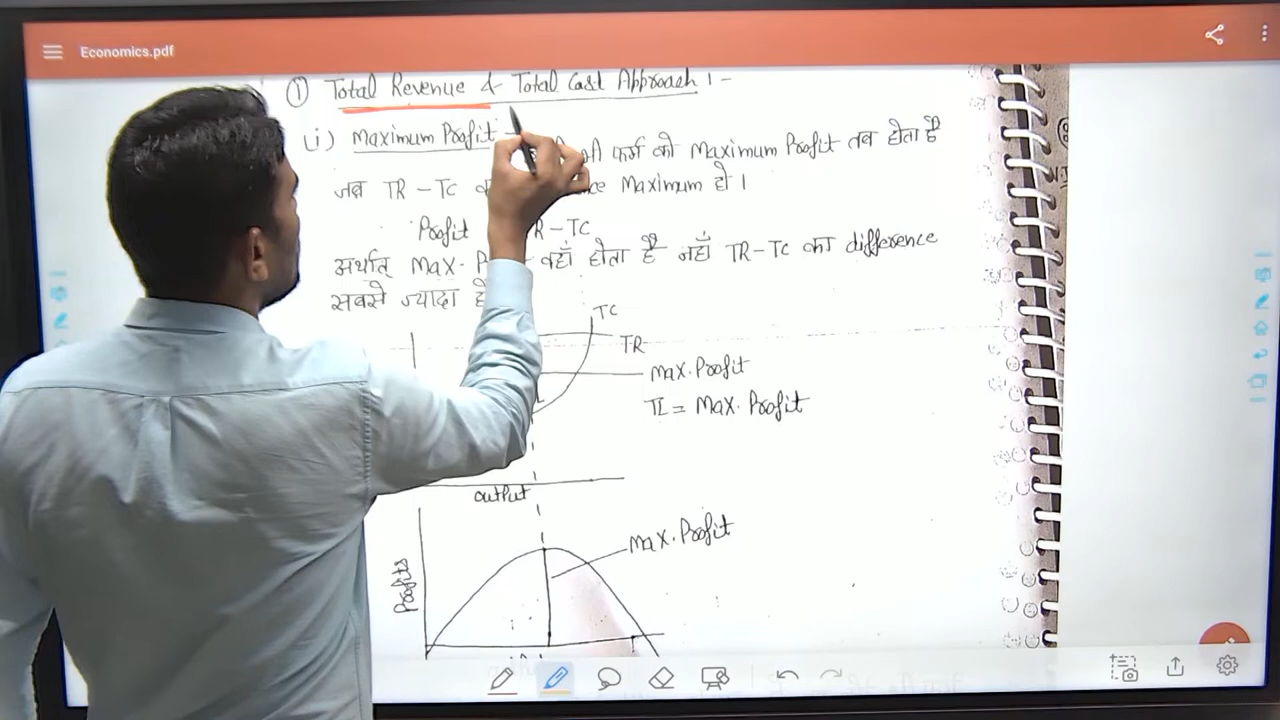 Economics.pdf
① Total Revenue & Total Cost Approach :-
(i) Maximum Profit - भी फर्म को Maximum Profit तब होता है
जब TR-TC Maximum हो।
Profit R-TC
अर्थात् Max. P वहाँ होता है जहाँ TR-TC का difference
सबसे ज्यादा
TC
TR
Max. Profit
TL = Max. Profit
output
Max. Profit
Profits